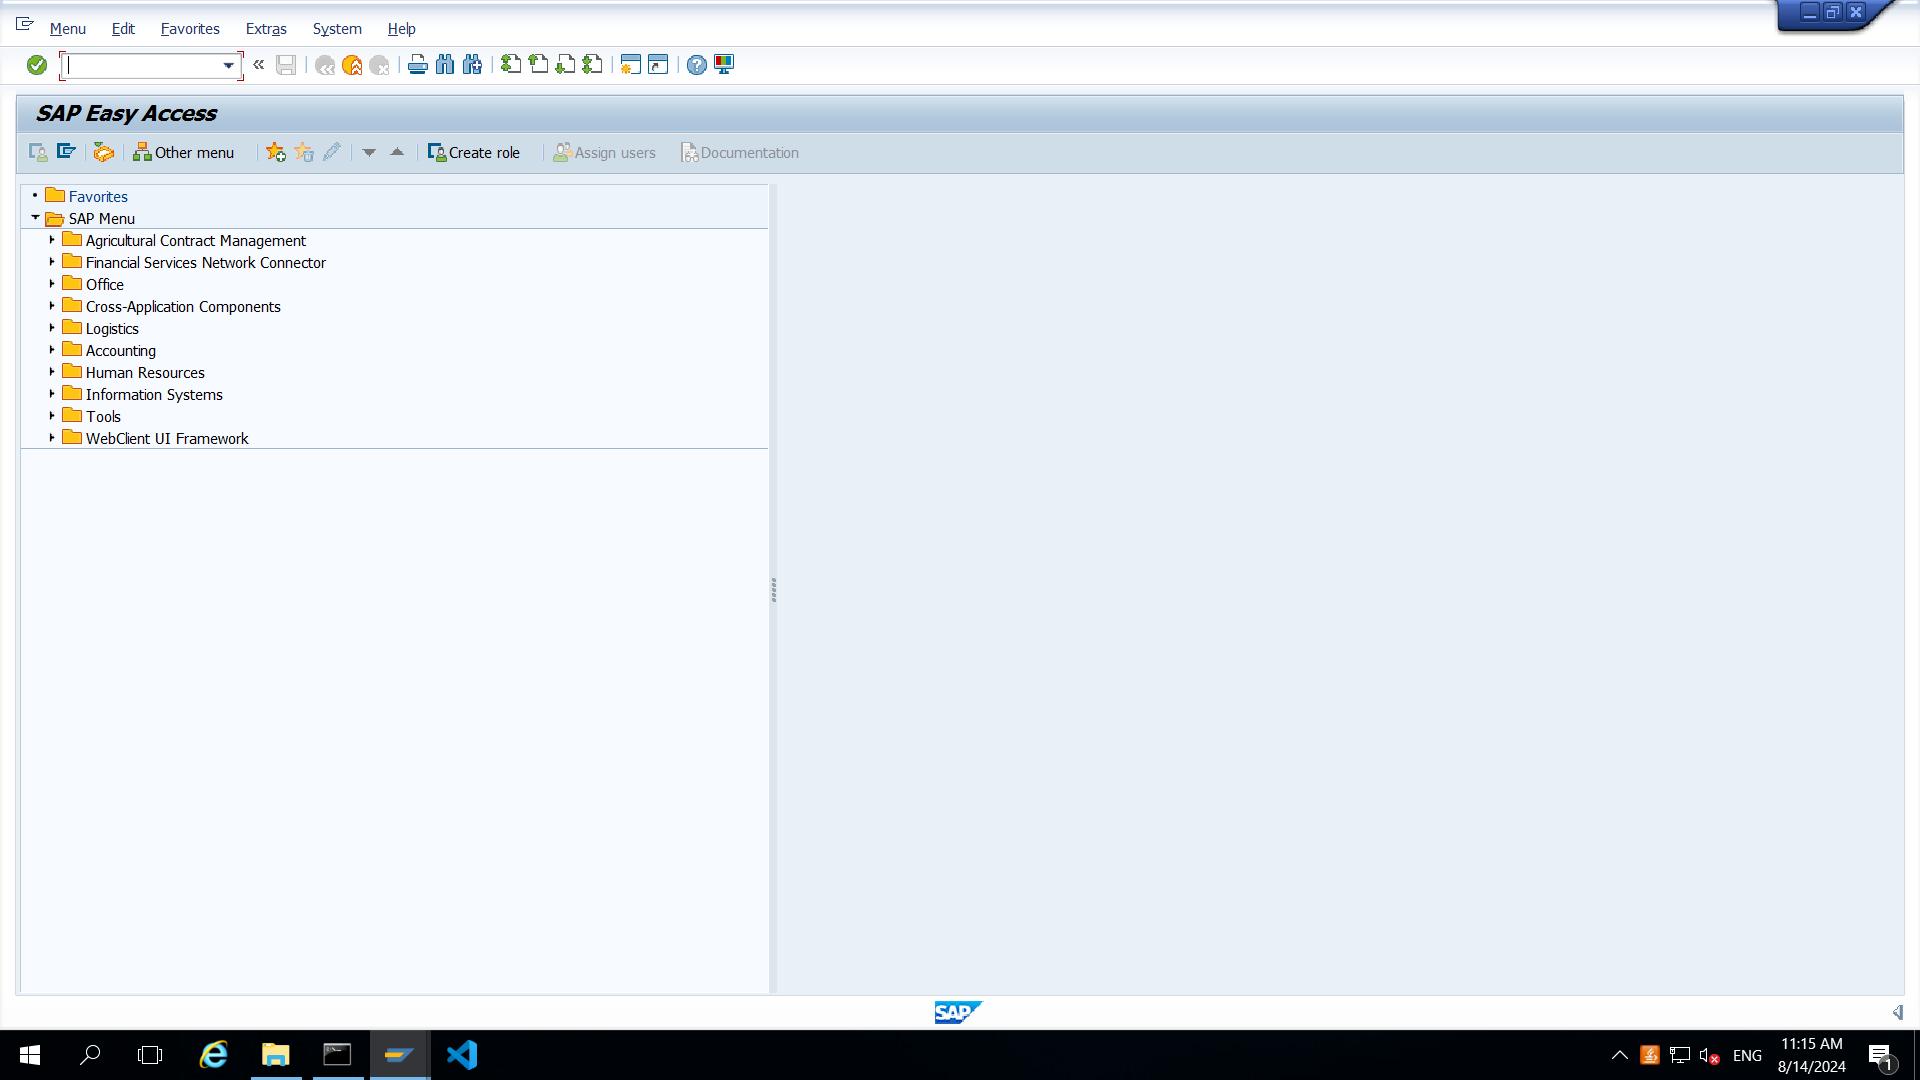 Menu Edit Favorites Extras System Help
SAP Easy Access
Other menu Create role Assign users Documentation
Favorites
SAP Menu
Agricultural Contract Management
Financial Services Network Connector
Office
Cross-Application Components
Logistics
Accounting
Human Resources
Information Systems
Tools
WebClient UI Framework
SAP
ENG
11:15 AM
8/14/2024
1